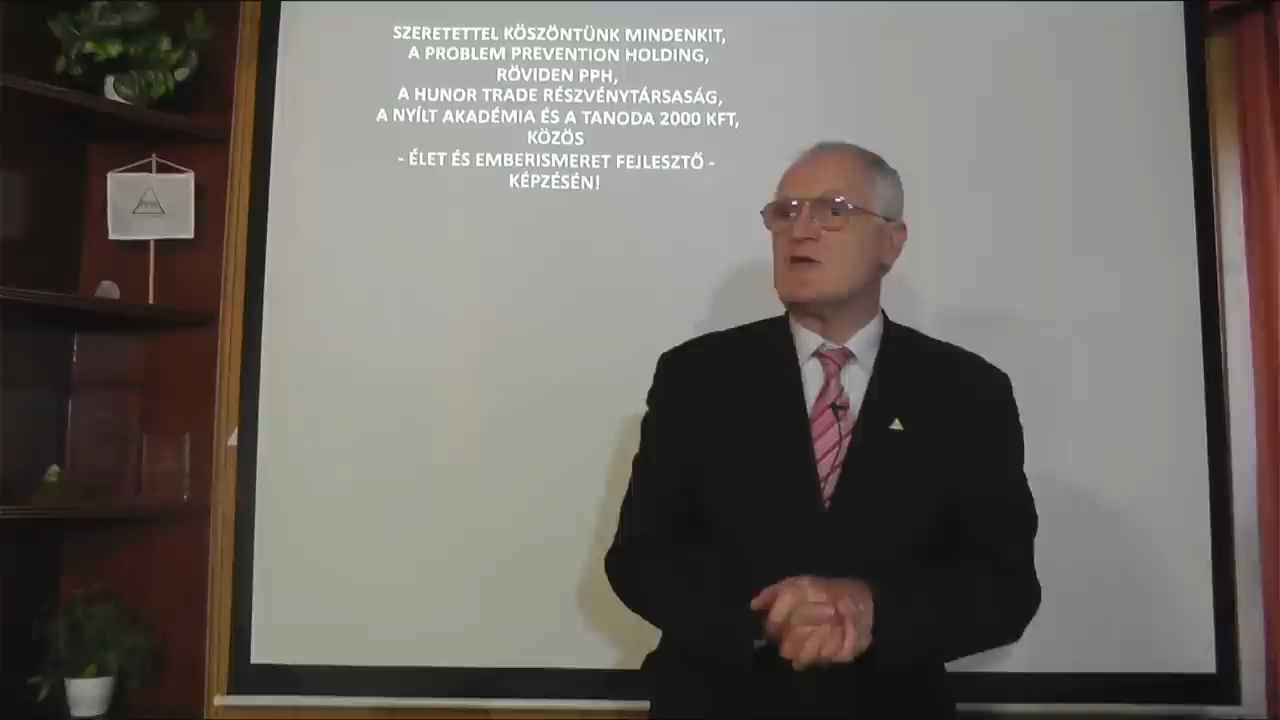 SZERETETTEL KÖSZÖNTÜNK MINDENKIT,
A PROBLEM PREVENTION HOLDING,
RÖVIDEN PPH,
A HUNOR TRADE RÉSZVÉNYTÁRSASÁG,
A NYÍLT AKADÉMIA ÉS A TANODA 2000 KFT,
KÖZÖS
- ÉLET ÉS EMBERISMERET FEJLESZTŐ -
KÉPZÉSÉN!
PPH